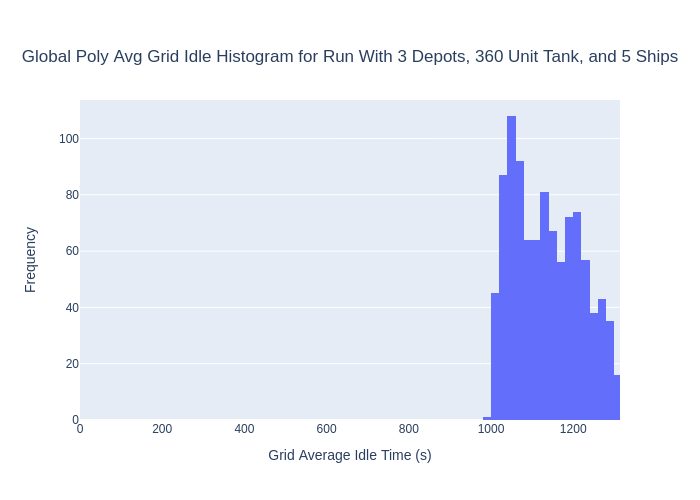 Global Poly Avg Grid Idle Histogram for Run With 3 Depots, 360 Unit Tank, and 5 Ships
100
80
60
40
20
0
Frequency
0 200 400 600 800 1000 1200
Grid Average Idle Time (s)